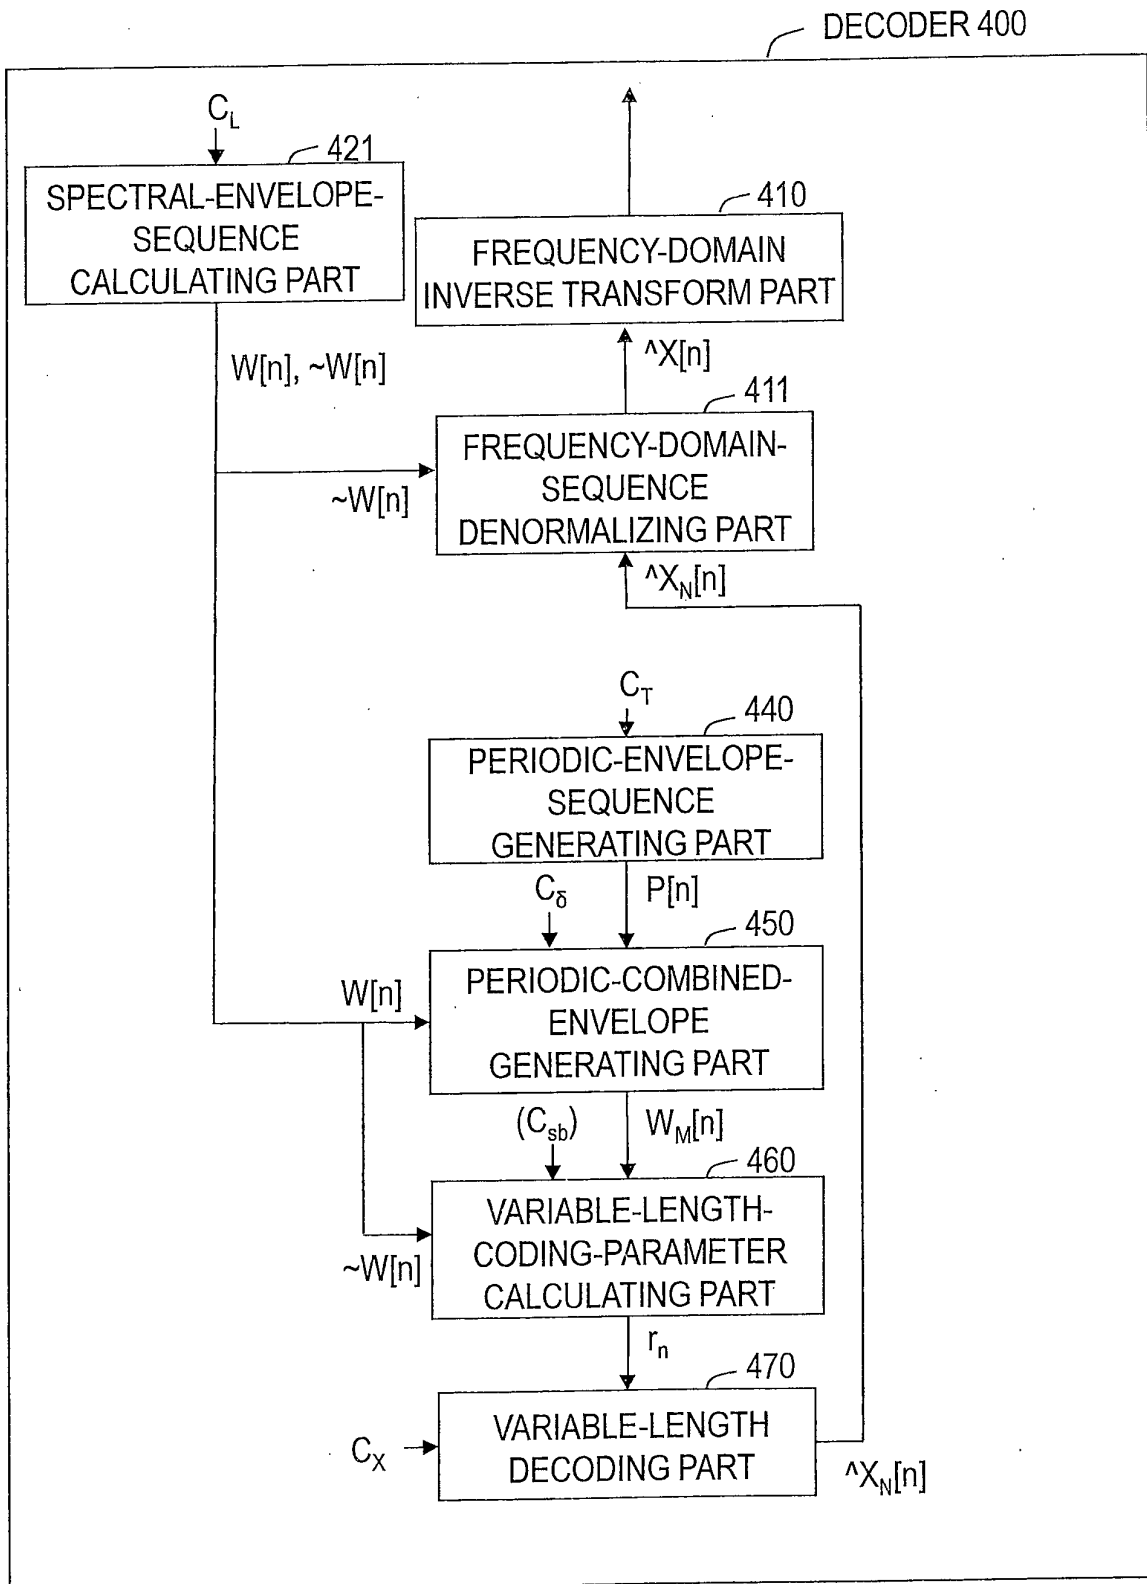 DECODER 400
C_L
421
SPECTRAL-ENVELOPE-
SEQUENCE
CALCULATING PART
410
FREQUENCY-DOMAIN
INVERSE TRANSFORM PART
W[n], ~W[n]
^X[n]
411
FREQUENCY-DOMAIN-
SEQUENCE
DENORMALIZING PART
~W[n]
^X_N[n]
C_T
440
PERIODIC-ENVELOPE-
SEQUENCE
GENERATING PART
C_δ
P[n]
450
PERIODIC-COMBINED-
ENVELOPE
GENERATING PART
W[n]
(C_sb)
W_M[n]
460
VARIABLE-LENGTH-
CODING-PARAMETER
CALCULATING PART
~W[n]
r_n
470
VARIABLE-LENGTH
DECODING PART
C_X
^X_N[n]